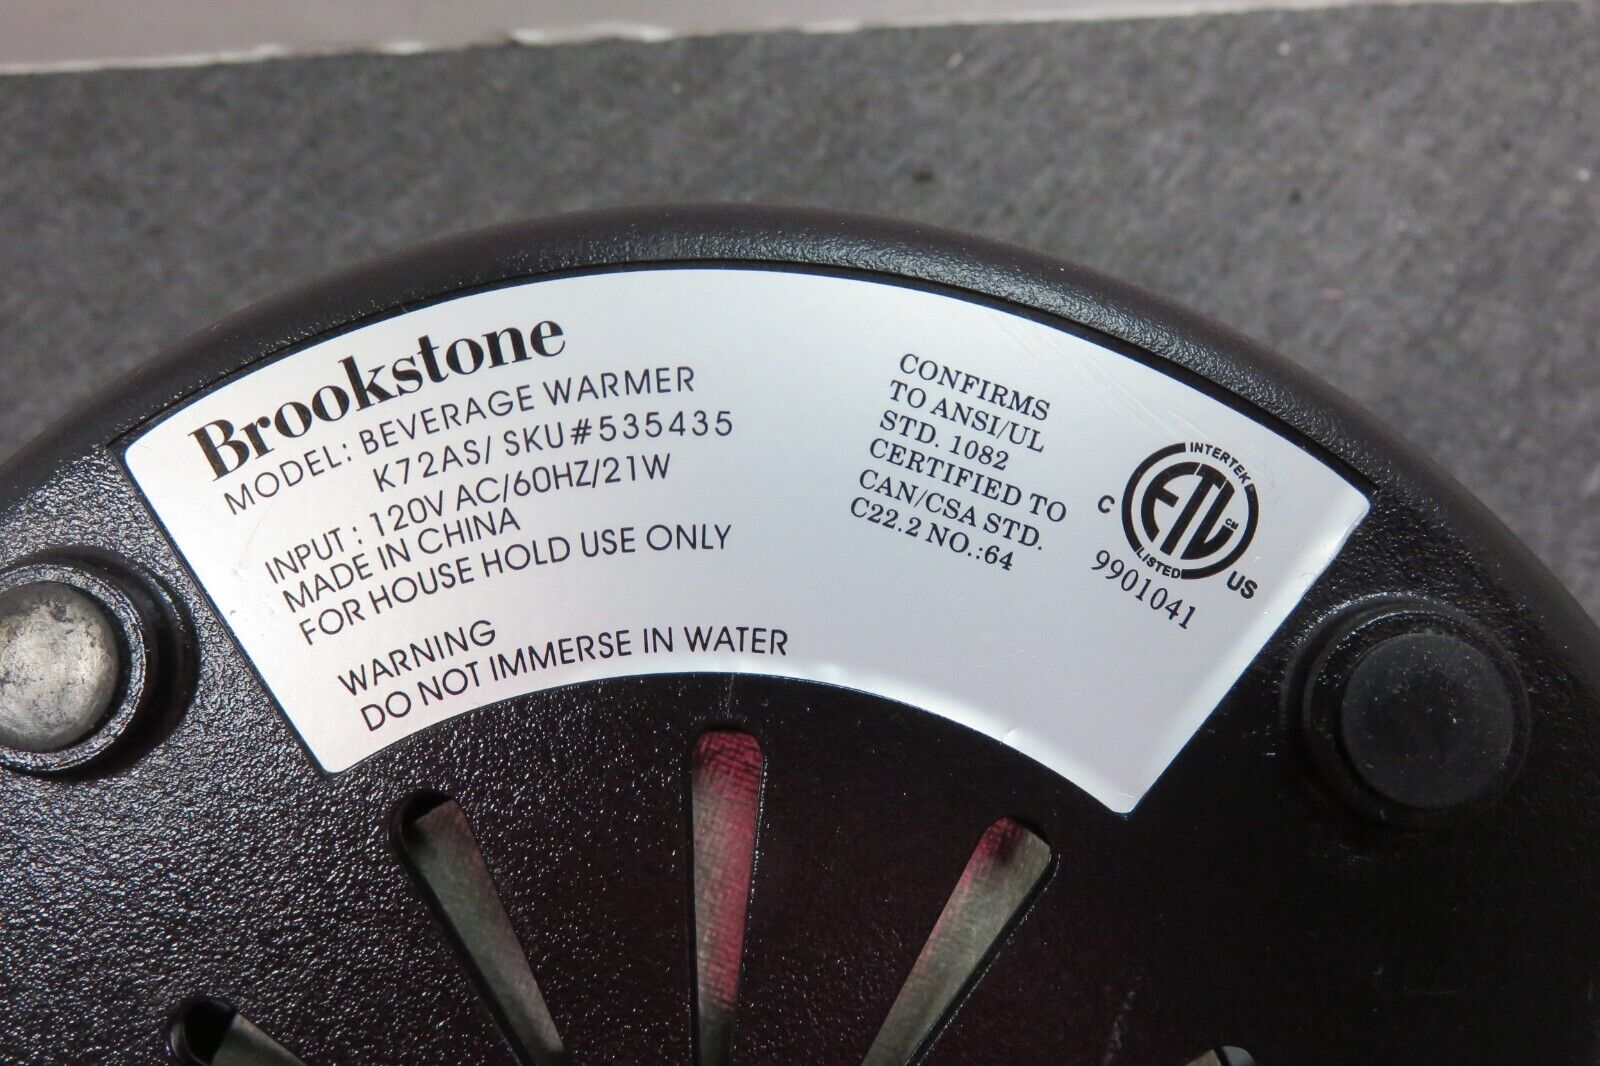 Brookstone
MODEL: BEVERAGE WARMER
K72AS/ SKU#535435
INPUT : 120V AC/60HZ/21W
MADE IN CHINA
FOR HOUSE HOLD USE ONLY
WARNING
DO NOT IMMERSE IN WATER
CONFIRMS
TO ANSI/UL
STD. 1082
CERTIFIED TO
CAN/CSA STD.
C22.2 NO.:64
INTERTEK
C ETL CM US
LISTED
9901041